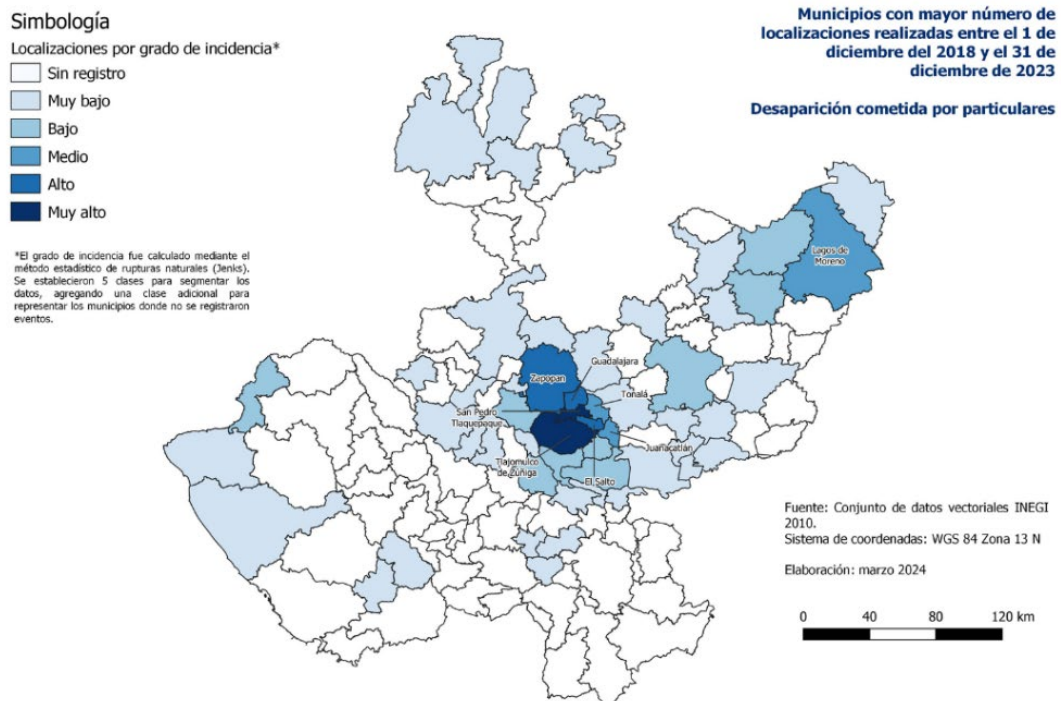 Simbología
Localizaciones por grado de incidencia*
Sin registro
Muy bajo
Bajo
Medio
Alto
Muy alto
*El grado de incidencia fue calculado mediante el
método estadístico de rupturas naturales (Jenks).
Se establecieron 5 clases para segmentar los
datos, agregando una clase adicional para
representar los municipios donde no se registraron
eventos.
Municipios con mayor número de
localizaciones realizadas entre el 1 de
diciembre del 2018 y el 31 de
diciembre de 2023
Desaparición cometida por particulares
Lagos de
Moreno
Guadalajara
Zapopan
Tonalá
San Pedro
Tlaquepaque
Juanacatlán
Tlajomulco
de Zúñiga
El Salto
Fuente: Conjunto de datos vectoriales INEGI
2010.
Sistema de coordenadas: WGS 84 Zona 13 N
Elaboración: marzo 2024
0 40 80 120 km